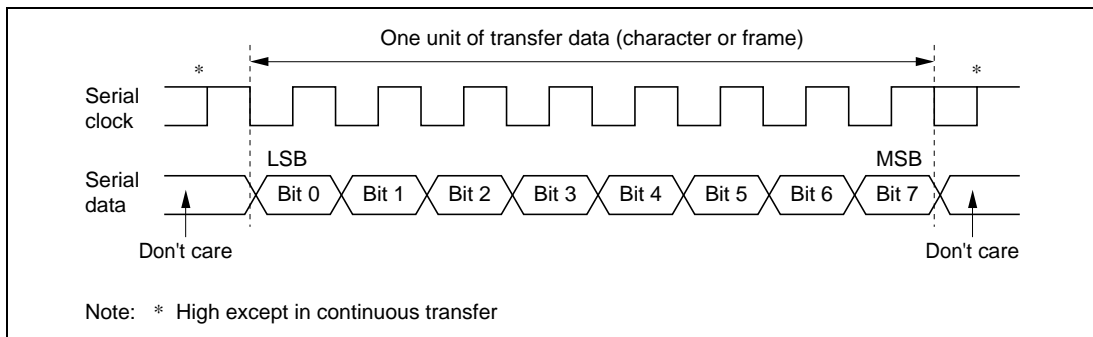 One unit of transfer data (character or frame)
* *
Serial
clock
LSB MSB
Serial
data
Bit 0 Bit 1 Bit 2 Bit 3 Bit 4 Bit 5 Bit 6 Bit 7
Don't care Don't care
Note: * High except in continuous transfer